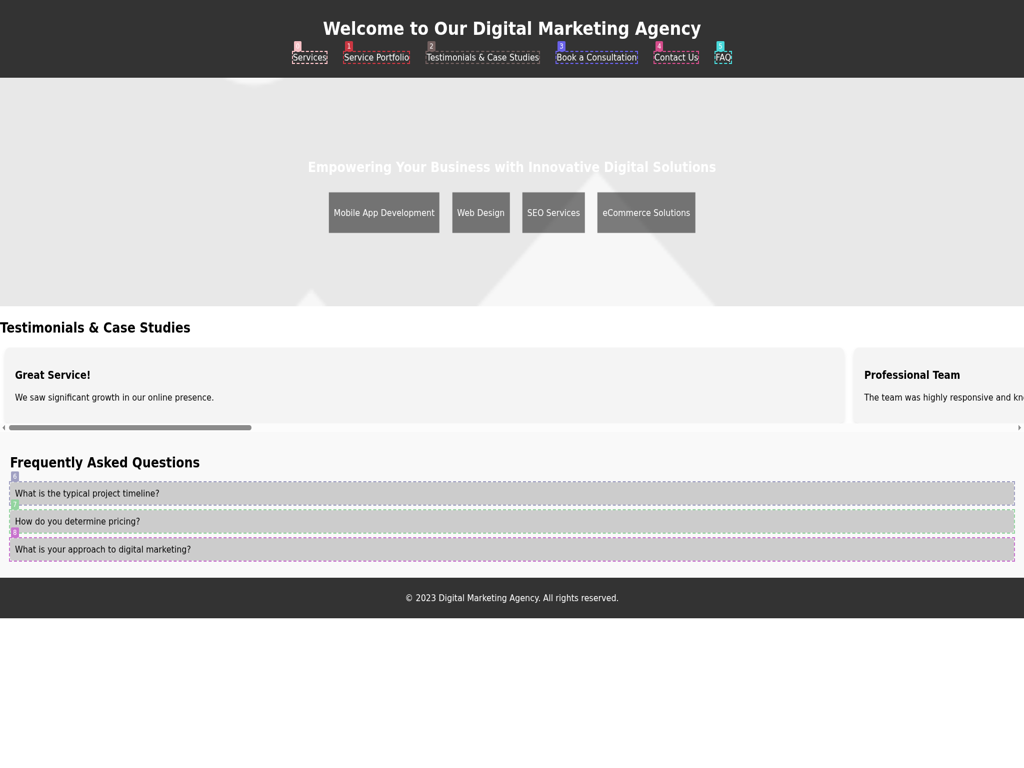 Welcome to Our Digital Marketing Agency
0 1 2 3 4 5
Services Service Portfolio Testimonials & Case Studies Book a Consultation Contact Us FAQ
Empowering Your Business with Innovative Digital Solutions
Mobile App Development Web Design SEO Services eCommerce Solutions
Testimonials & Case Studies
Great Service!
We saw significant growth in our online presence.
Professional Team
The team was highly responsive and kn
Frequently Asked Questions
6
What is the typical project timeline?
7
How do you determine pricing?
8
What is your approach to digital marketing?
© 2023 Digital Marketing Agency. All rights reserved.